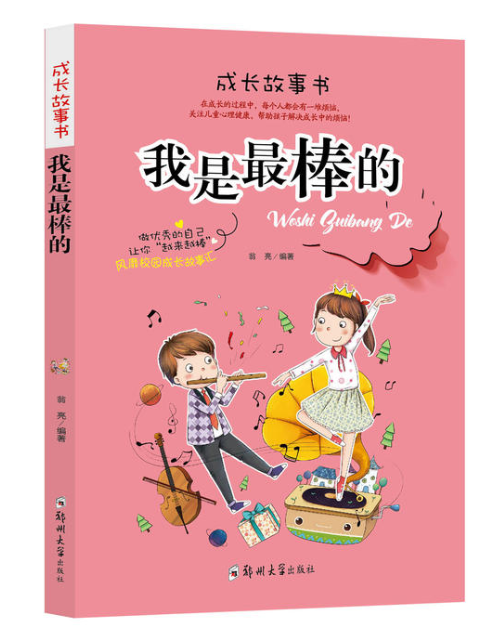 成长故事书
我是最棒的
翁 亮/编著
郑州大学出版社
成长故事书
在成长的过程中，每个人都会有一堆烦恼，
关注儿童心理健康，帮助孩子解决成长中的烦恼！
我是最棒的
Woshi Zuibang De
做优秀的自己
让你“越来越棒”
风靡校园成长故事汇
翁 亮/编著
郑州大学出版社